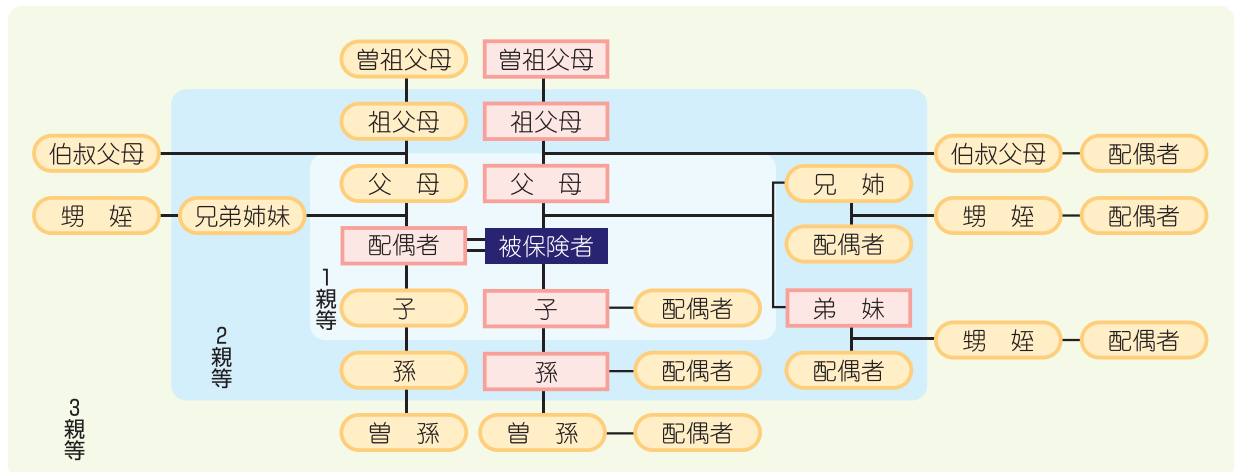 曽祖父母 曽祖父母
祖父母 祖父母
伯叔父母 伯叔父母 配偶者
父 母 父 母 兄 姉
甥 姪 兄弟姉妹 甥 姪 配偶者
配偶者 被保険者 配偶者
1親等
子 子 配偶者 弟 妹
2親等
甥 姪 配偶者
孫 孫 配偶者 配偶者
3親等
曽 孫 曽 孫 配偶者